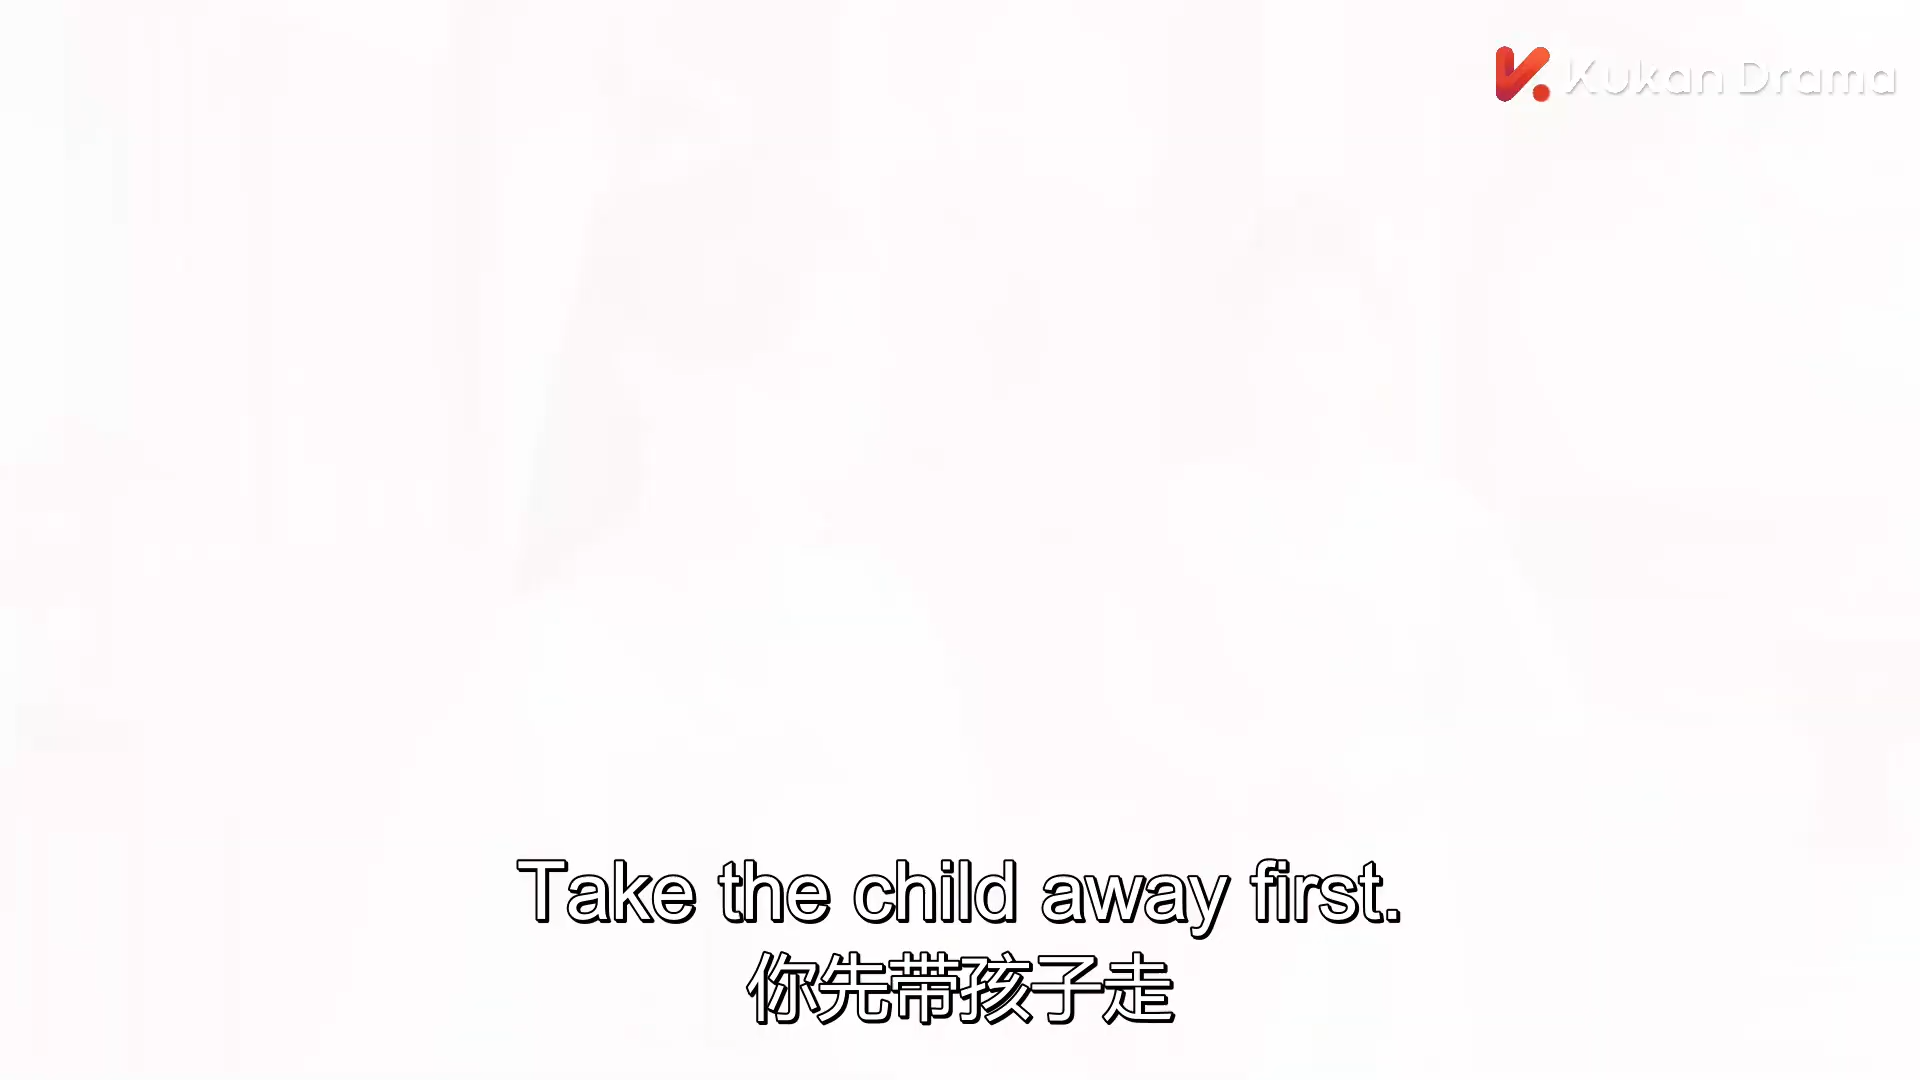 Kukan Drama
Take the child away first.
你先带孩子走